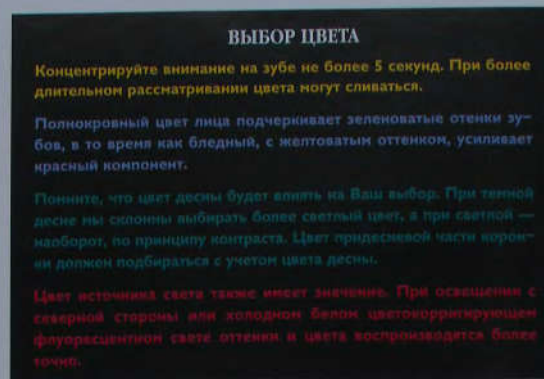 ВЫБОР ЦВЕТА
Концентрируйте внимание на зубе не более 5 секунд. При более
длительном рассматривании цвета могут сливаться.
Полнокровный цвет лица подчеркивает зеленоватые отенки зу-
бов, в то время как бледный, с желтоватым оттенком, усиливает
красный компонент.
Помните, что цвет десны будет влиять на Ваш выбор. При темной
десне мы склонны выбирать более светлый цвет, а при светлой —
наоборот, по принципу контраста. Цвет придесневой части корон-
ки должен подбираться с учетом цвета десны.
Цвет источника света также имеет значение. При освещении с
северной стороны или холодном белом цветокорригирующем
флуоресцентном свете оттенки и цвета воспроизводятся более
точно.